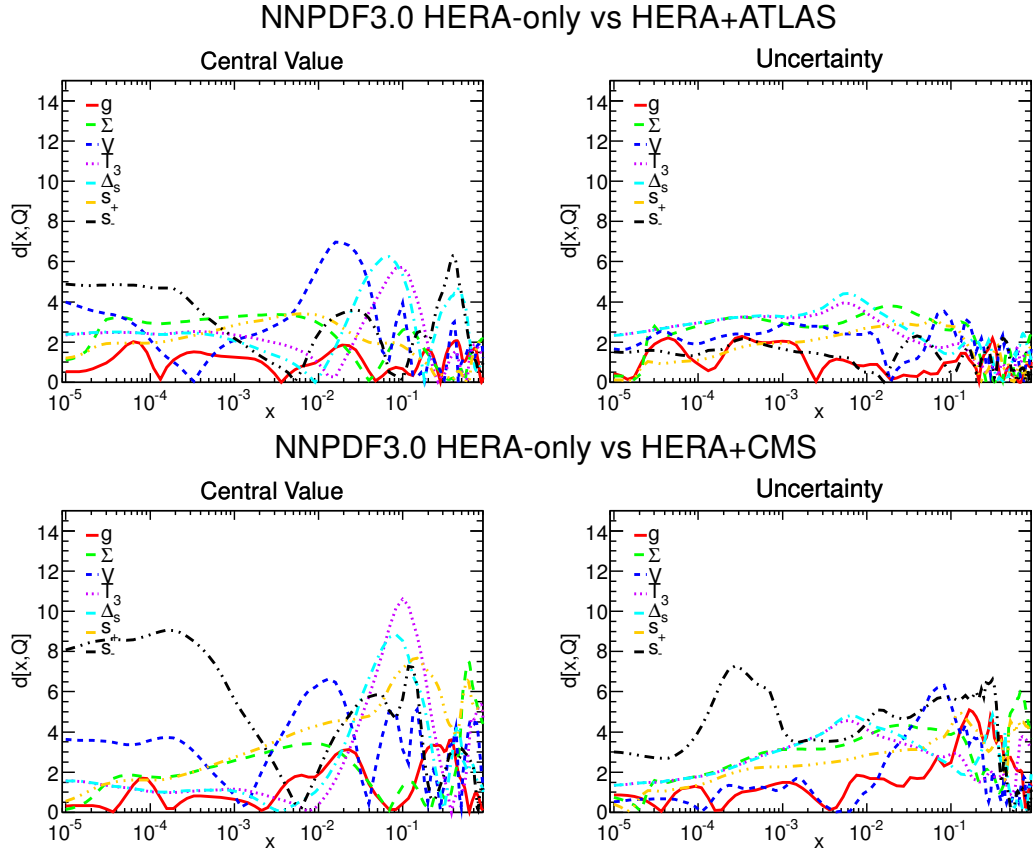 NNPDF3.0 HERA-only vs HERA+ATLAS
Central Value
d[x,Q]
14
12
10
8
6
4
2
0
g
Σ
V
T₃
Δₛ
s₊
s₋
10⁻⁵ 10⁻⁴ 10⁻³ 10⁻² 10⁻¹
x
Uncertainty
d[x,Q]
14
12
10
8
6
4
2
0
g
Σ
V
T₃
Δₛ
s₊
s₋
10⁻⁵ 10⁻⁴ 10⁻³ 10⁻² 10⁻¹
x
NNPDF3.0 HERA-only vs HERA+CMS
Central Value
d[x,Q]
14
12
10
8
6
4
2
0
g
Σ
V
T₃
Δₛ
s₊
s₋
10⁻⁵ 10⁻⁴ 10⁻³ 10⁻² 10⁻¹
x
Uncertainty
d[x,Q]
14
12
10
8
6
4
2
0
g
Σ
V
T₃
Δₛ
s₊
s₋
10⁻⁵ 10⁻⁴ 10⁻³ 10⁻² 10⁻¹
x